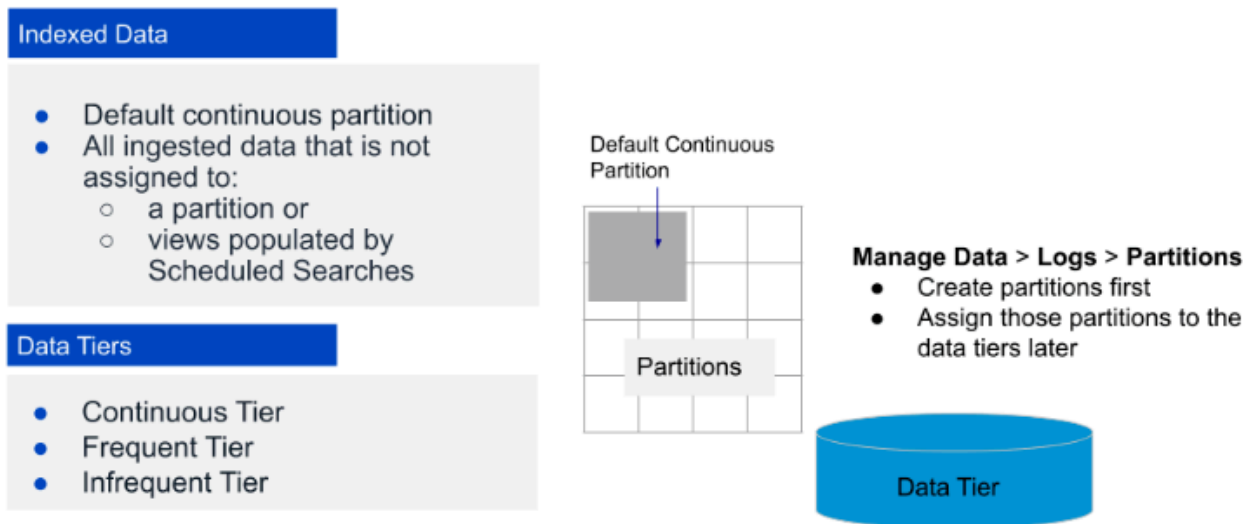 Indexed Data
● Default continuous partition
● All ingested data that is not
assigned to:
○ a partition or
○ views populated by
Scheduled Searches
Data Tiers
● Continuous Tier
● Frequent Tier
● Infrequent Tier
Default Continuous
Partition
Partitions
Manage Data > Logs > Partitions
● Create partitions first
● Assign those partitions to the
data tiers later
Data Tier